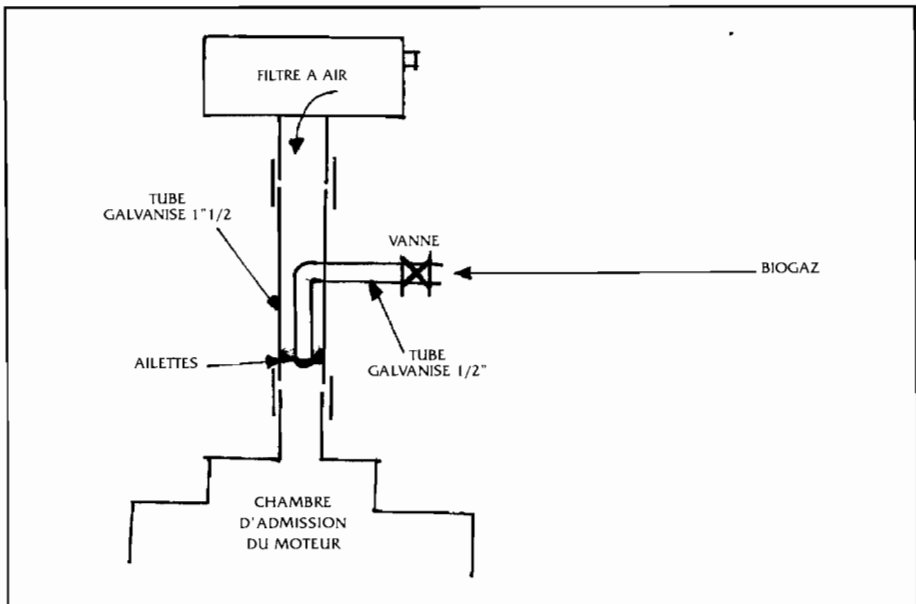 FILTRE A AIR
TUBE
GALVANISE 1"1/2
VANNE
BIOGAZ
AILETTES
TUBE
GALVANISE 1/2"
CHAMBRE
D'ADMISSION
DU MOTEUR